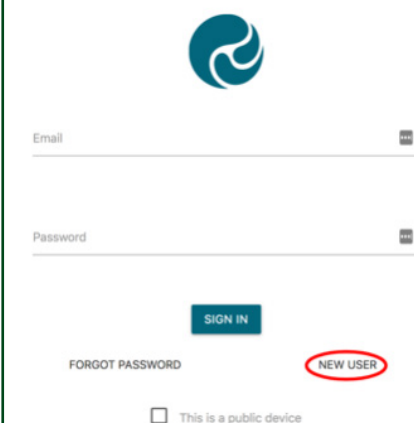 Email
Password
SIGN IN
FORGOT PASSWORD NEW USER
This is a public device